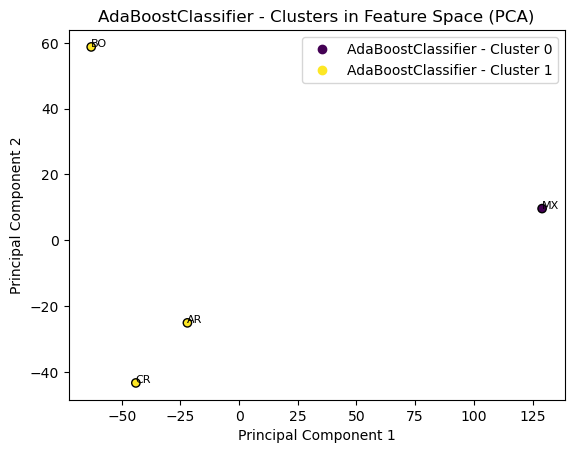 AdaBoostClassifier - Clusters in Feature Space (PCA)
AdaBoostClassifier - Cluster 0
AdaBoostClassifier - Cluster 1
BO
MX
AR
CR
60
40
20
0
−20
−40
Principal Component 2
−50
−25
0
25
50
75
100
125
Principal Component 1